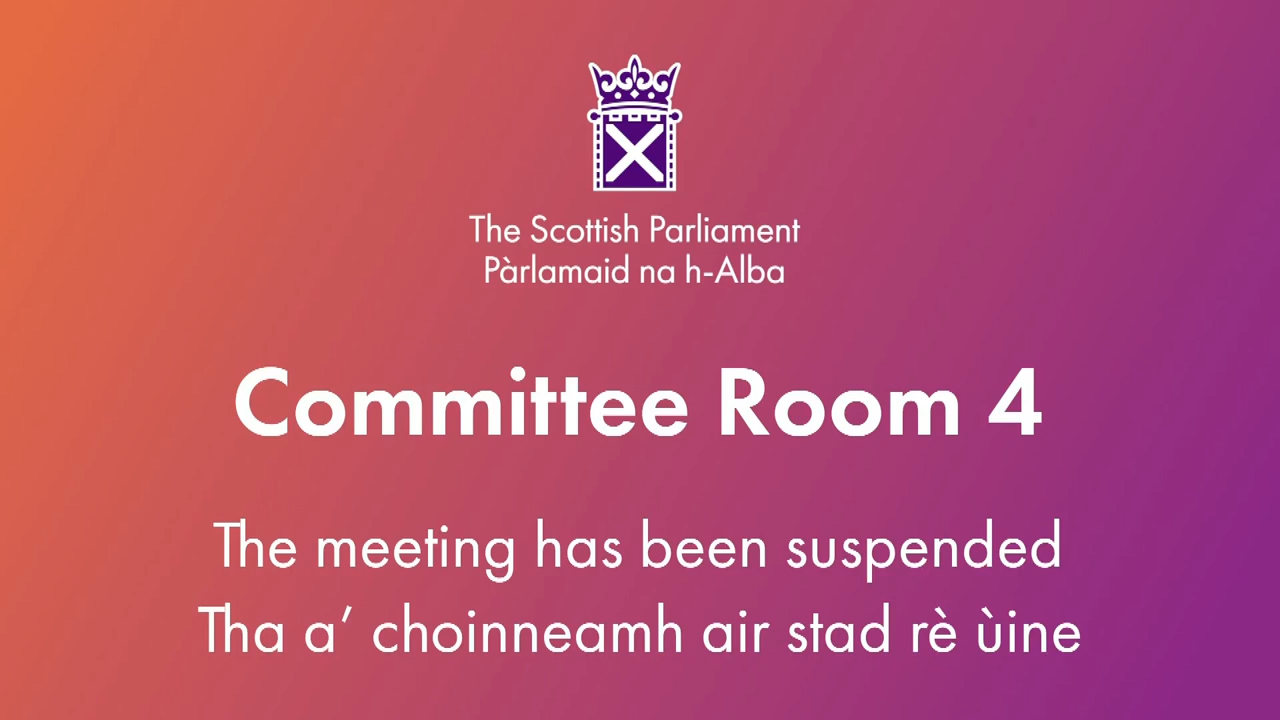 The Scottish Parliament
Pàrlamaid na h-Alba
Committee Room 4
The meeting has been suspended
Tha a’ choinneamh air stad rè ùine